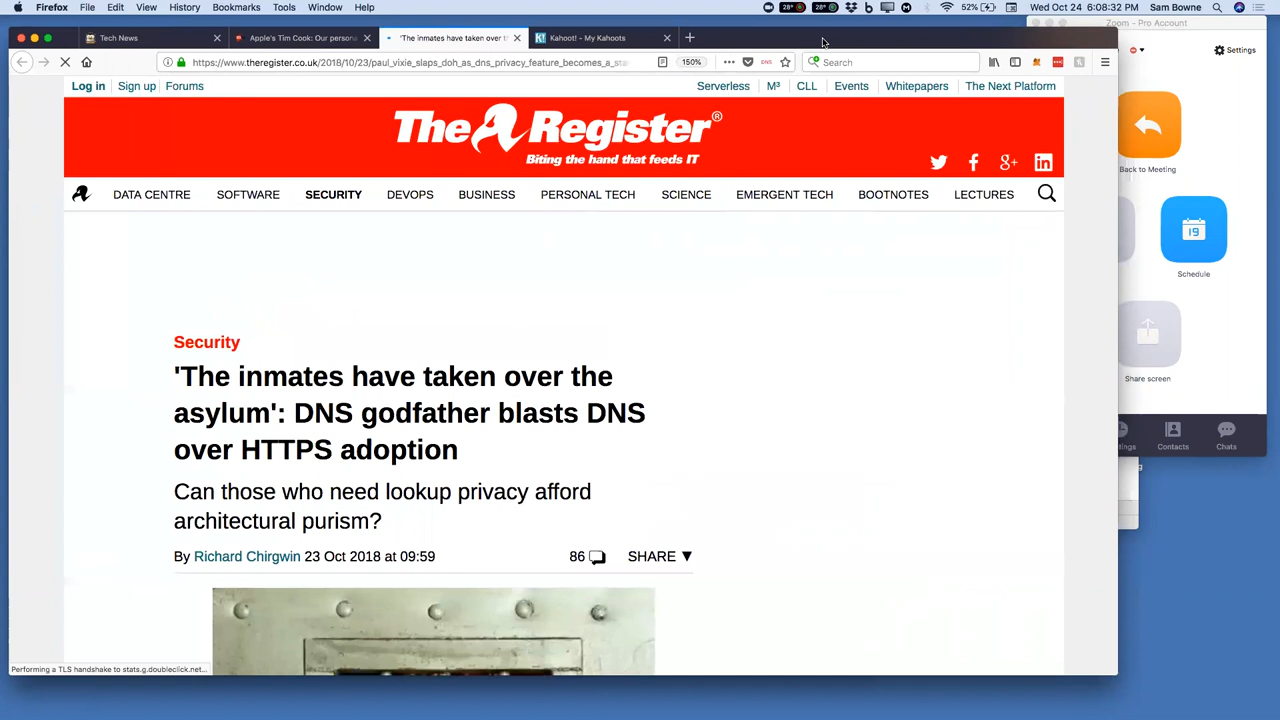 Firefox File Edit View History Bookmarks Tools Window Help 28° 28° 52% Wed Oct 24 6:08:32 PM Sam Bowne
Zoom - Pro Account
Tech News Apple's Tim Cook: Our persona 'The inmates have taken over th Kahoot! - My Kahoots
https://www.theregister.co.uk/2018/10/23/paul_vixie_slaps_doh_as_dns_privacy_feature_becomes_a_sta 150% DNS Search
Settings
Log in Sign up Forums Serverless M³ CLL Events Whitepapers The Next Platform
The Register®
Biting the hand that feeds IT
DATA CENTRE SOFTWARE SECURITY DEVOPS BUSINESS PERSONAL TECH SCIENCE EMERGENT TECH BOOTNOTES LECTURES
Back to Meeting
19
Schedule
Share screen
tings Contacts Chats
Security
'The inmates have taken over the
asylum': DNS godfather blasts DNS
over HTTPS adoption
Can those who need lookup privacy afford
architectural purism?
By Richard Chirgwin 23 Oct 2018 at 09:59 86 SHARE ▼
Performing a TLS handshake to stats.g.doubleclick.net...